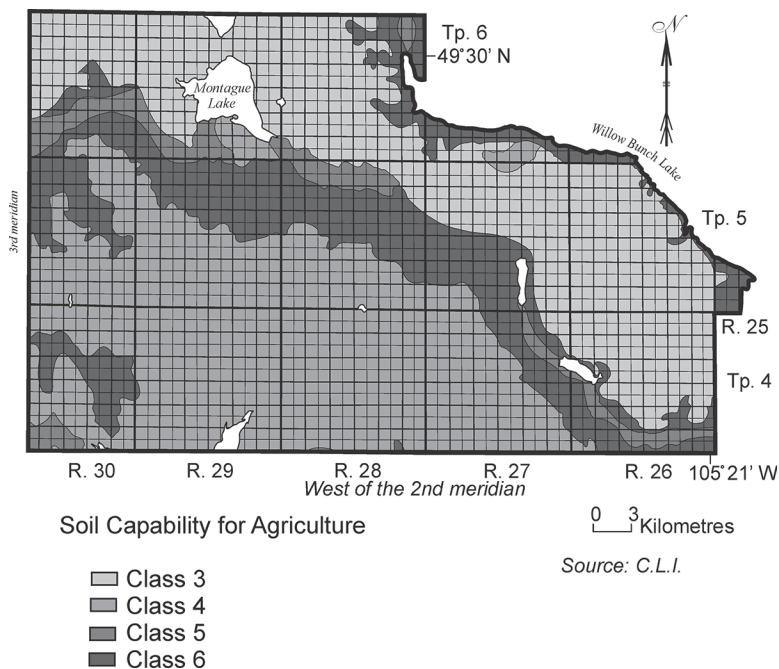 N
Tp. 6
49°30' N
Montague
Lake
Willow Bunch Lake
3rd meridian
Tp. 5
R. 25
Tp. 4
R. 30 R. 29 R. 28 R. 27 R. 26 105°21' W
West of the 2nd meridian
Soil Capability for Agriculture
0 3 Kilometres
Source: C.L.I.
Class 3
Class 4
Class 5
Class 6